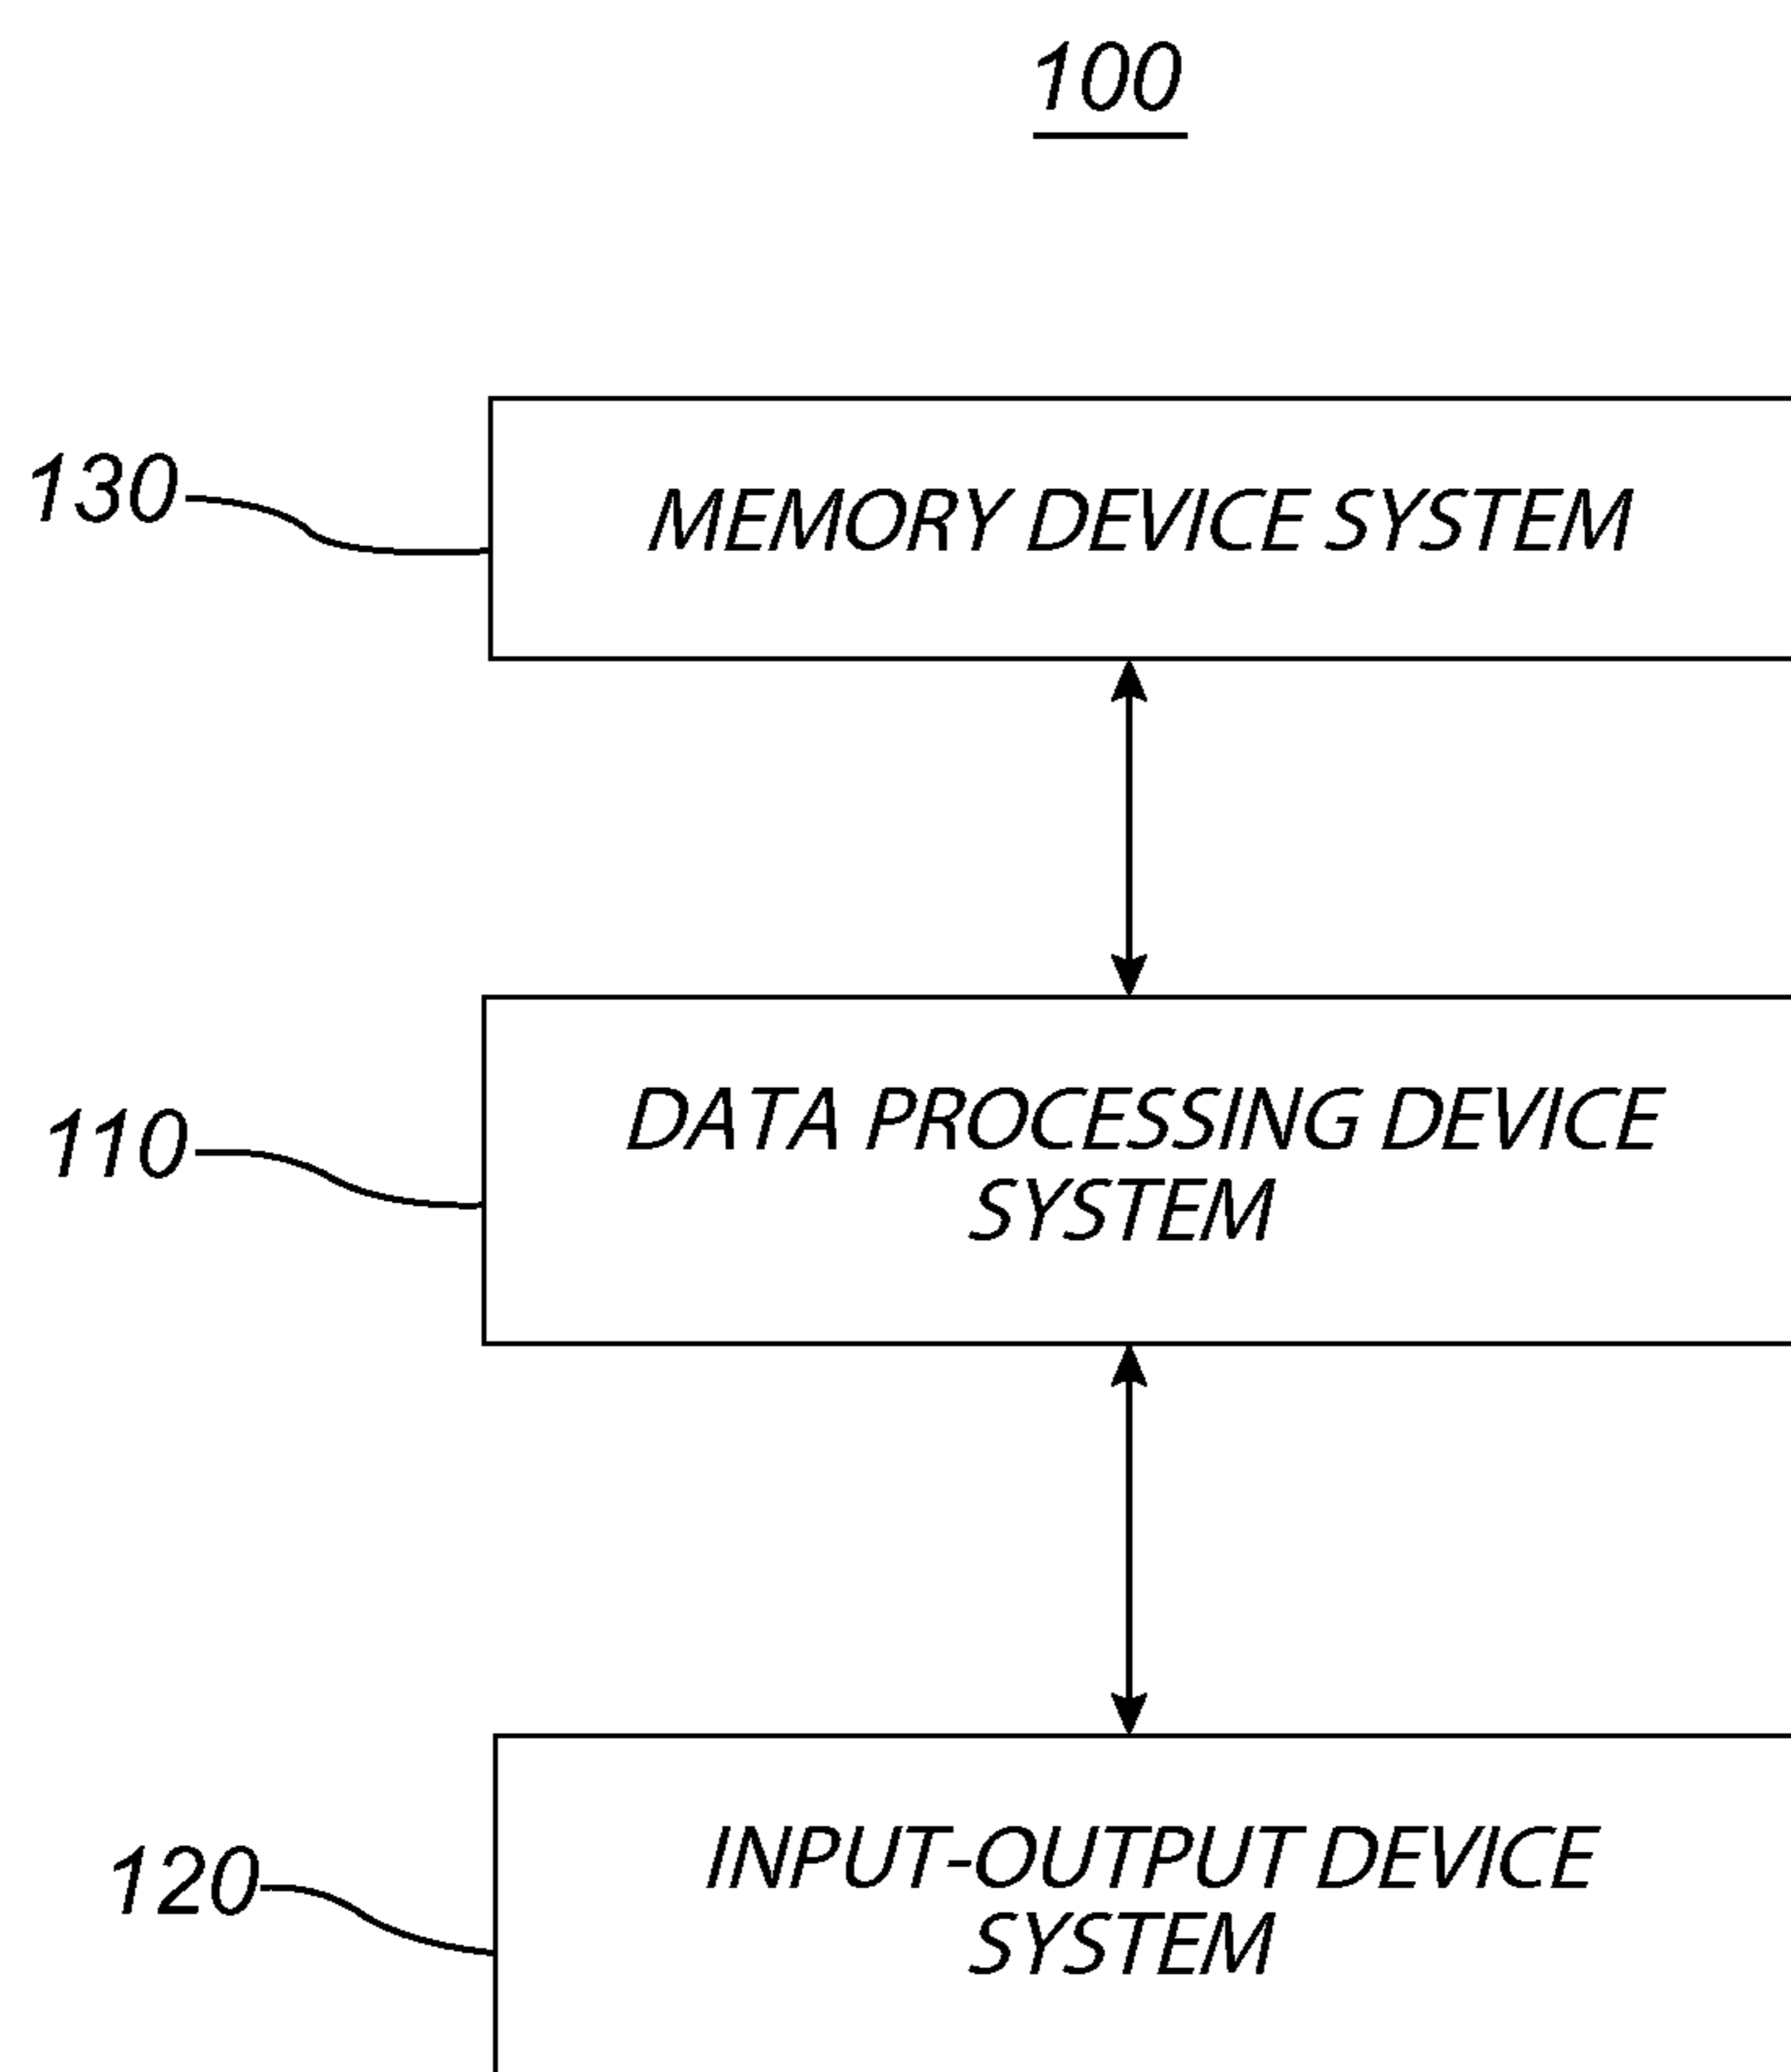 100
130
MEMORY DEVICE SYSTEM
110
DATA PROCESSING DEVICE
SYSTEM
120
INPUT-OUTPUT DEVICE
SYSTEM